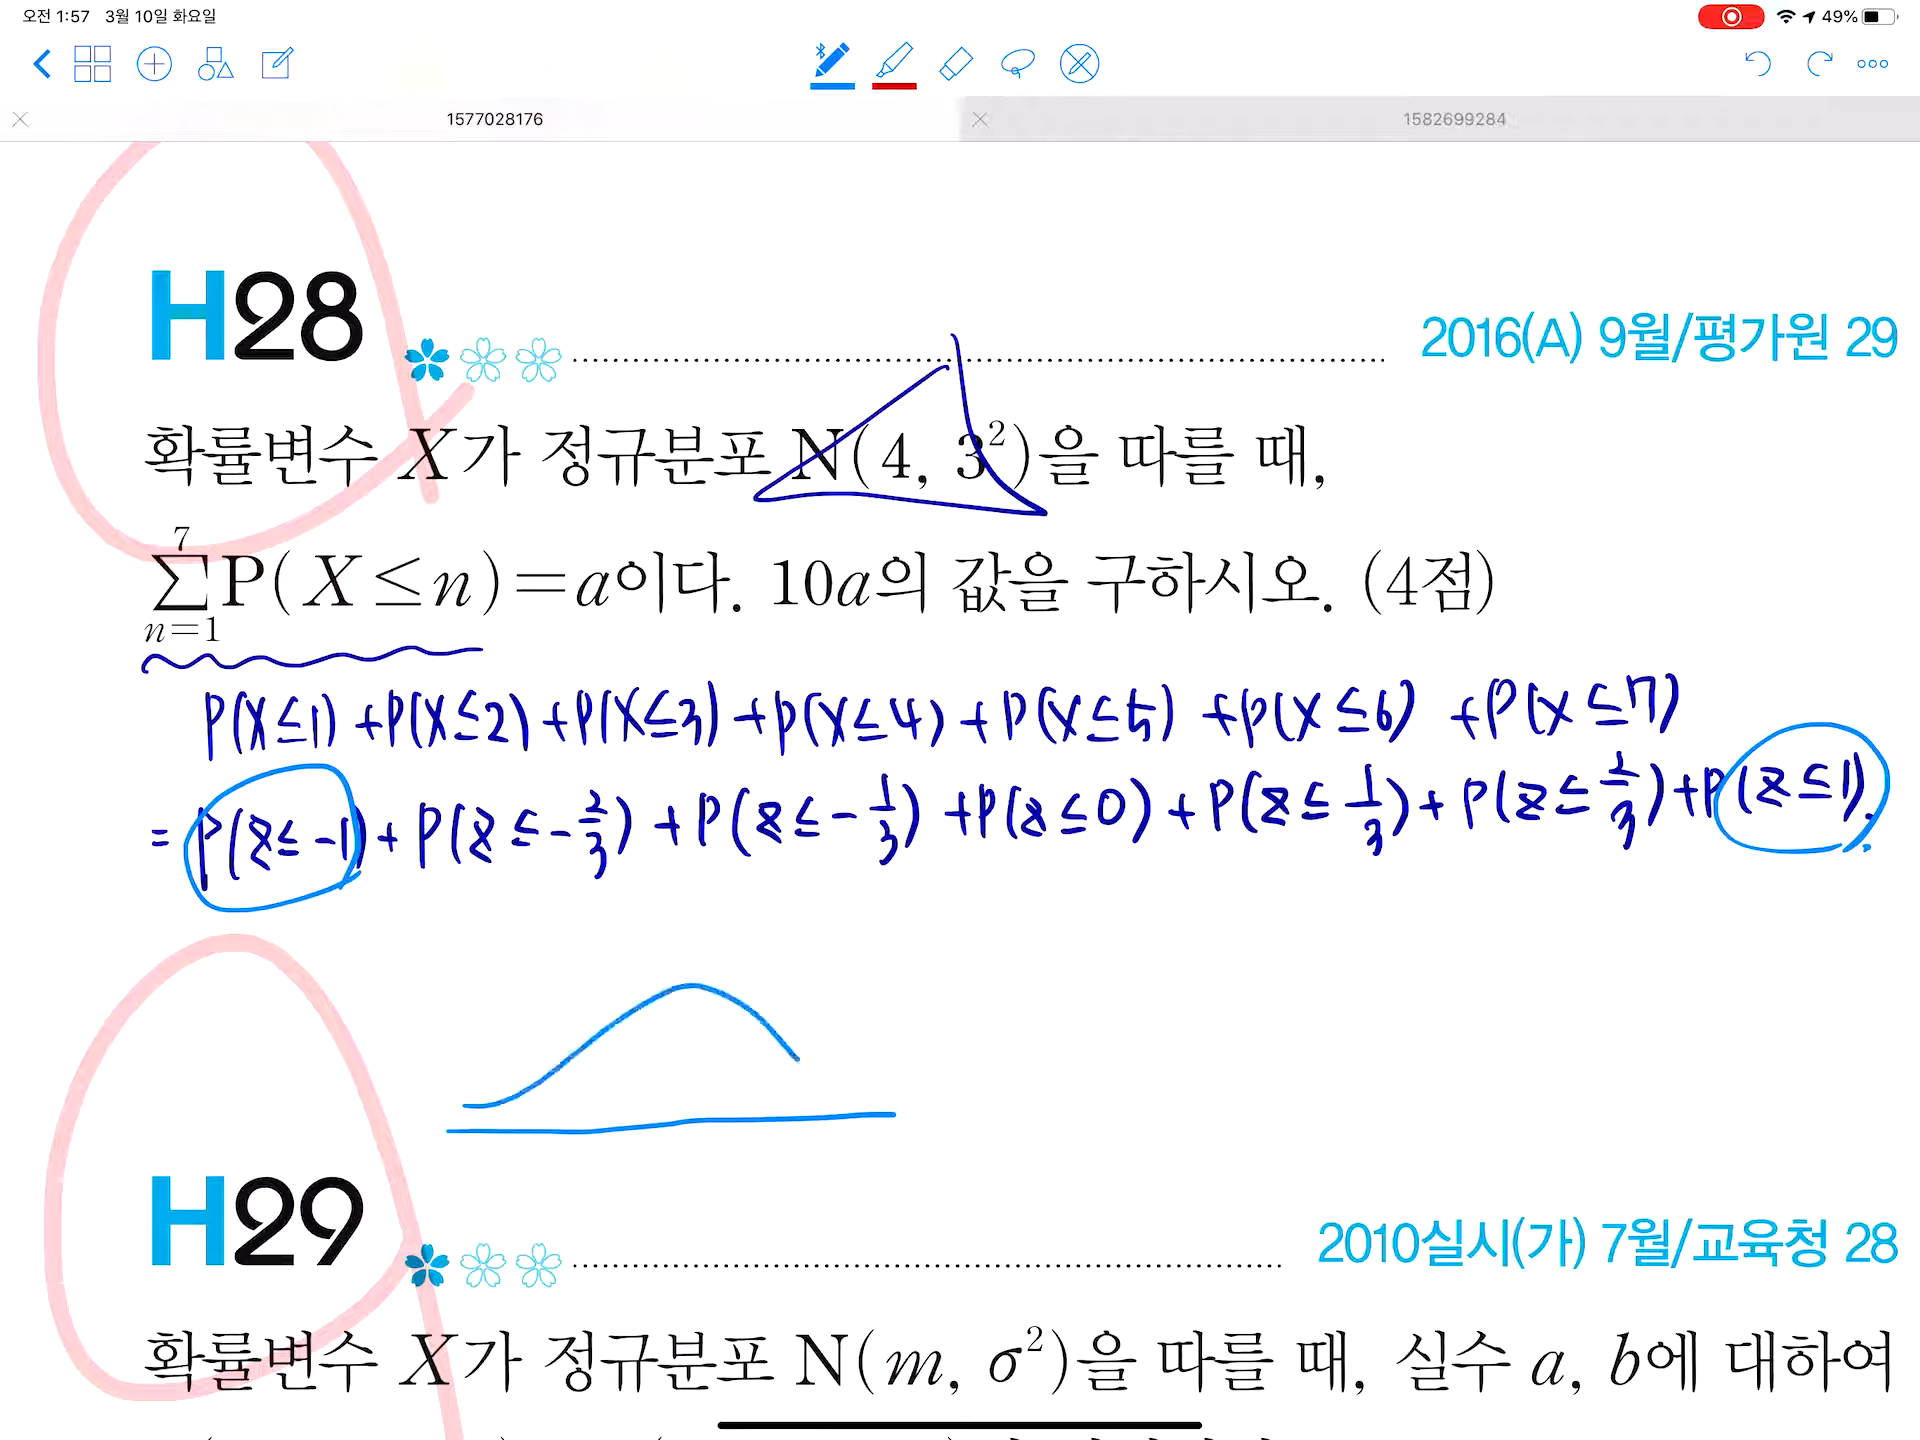 오전 1:57 3월 10일 화요일 49%
1577028176 1582699284
H28 2016(A) 9월/평가원 29
확률변수 X가 정규분포 N(4, 3²)을 따를 때,
7
∑P(X≤n)=a이다. 10a의 값을 구하시오. (4점)
n=1
P(X≤1)+P(X≤2)+P(X≤3)+P(X≤4)+P(X≤5)+P(X≤6)+P(X≤7)
=P(Z≤-1)+P(Z≤-2/3)+P(Z≤-1/3)+P(Z≤0)+P(Z≤1/3)+P(Z≤2/3)+P(Z≤1).
H29 2010실시(가) 7월/교육청 28
확률변수 X가 정규분포 N(m, σ²)을 따를 때, 실수 a, b에 대하여